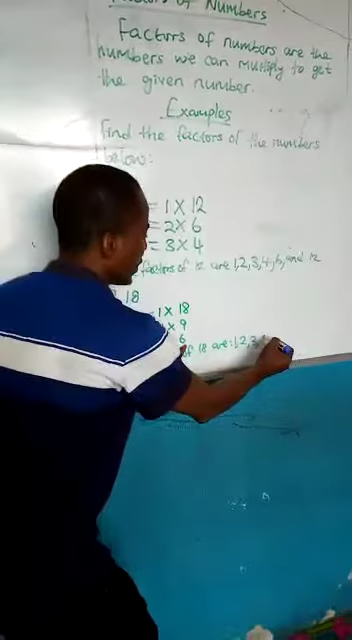 Factors of Numbers
Factors of numbers are the
numbers we can multiply to get
the given number.
Examples
Find the factors of the numbers
below:
= 1 X 12
= 2 X 6
= 3 X 4
factors of 12 are 1,2,3,4,6, and 12
18
= 1 X 18
X 9
6
of 18 are: 1,2,3